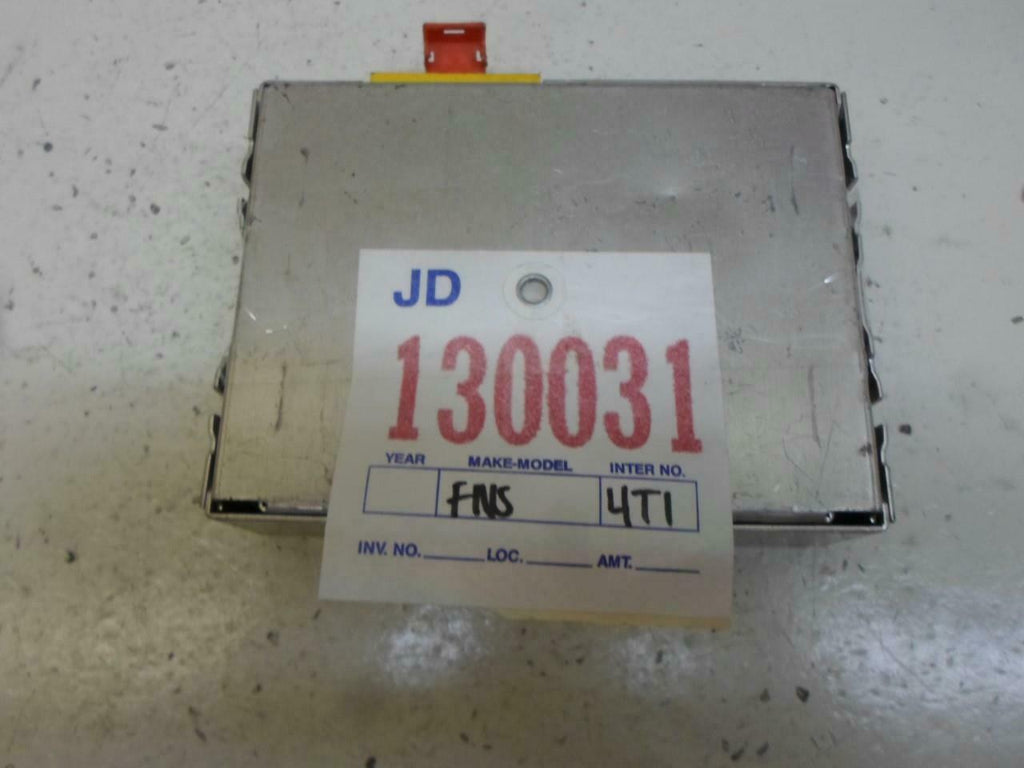 JD
130031
YEAR MAKE-MODEL INTER NO.
FNS 4T1
INV. NO. LOC. AMT.